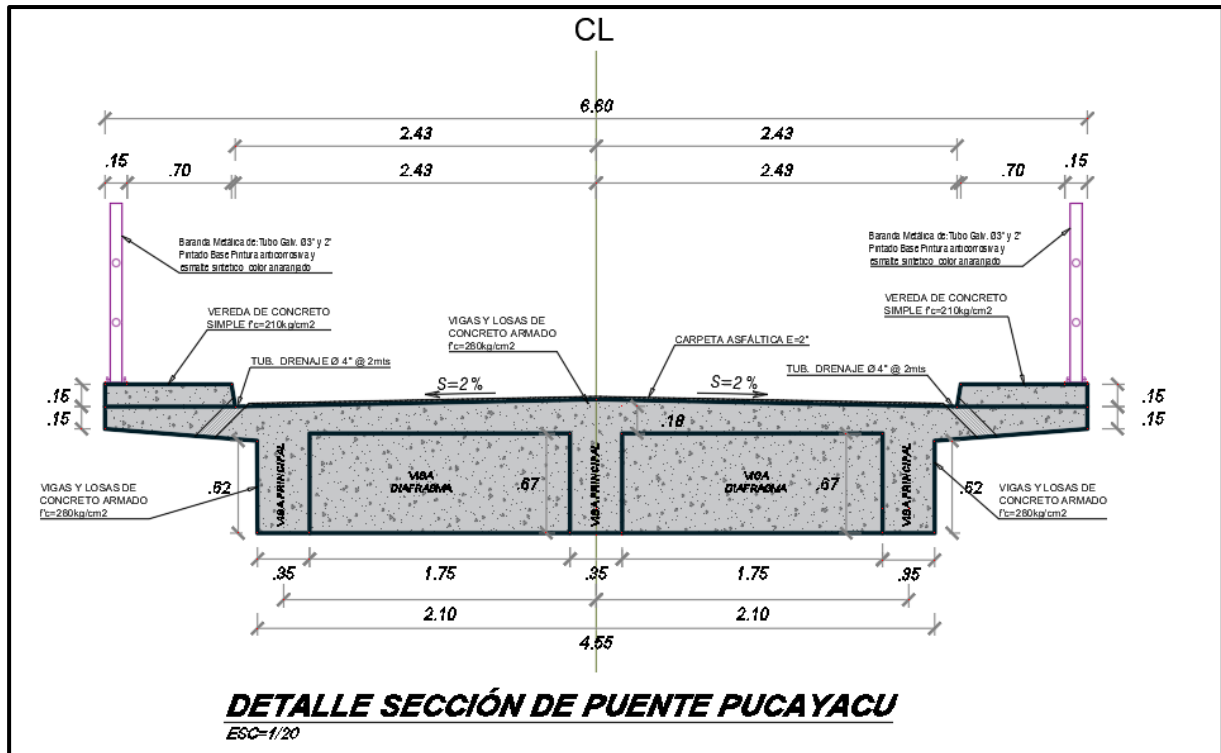 CL
6.60
2.43
2.43
.15
.70
2.43
2.43
.70
.15
Baranda Metálica de: Tubo Galv. Ø3" y 2"
Pintado Base Pintura anticorrosiva y
esmalte sintetico color anaranjado
Baranda Metálica de: Tubo Galv. Ø3" y 2"
Pintado Base Pintura anticorrosiva y
esmalte sintetico color anaranjado
VEREDA DE CONCRETO
SIMPLE f'c=210kg/cm2
VIGAS Y LOSAS DE
CONCRETO ARMADO
f'c=280kg/cm2
VEREDA DE CONCRETO
SIMPLE f'c=210kg/cm2
CARPETA ASFÁLTICA E=2"
TUB. DRENAJE Ø 4" @ 2mts
TUB. DRENAJE Ø 4" @ 2mts
S=2%
S=2%
.15
.15
.15
.15
.18
VIGA PRINCIPAL
VIGA
DIAFRAGMA
VIGA PRINCIPAL
VIGA
DIAFRAGMA
VIGA PRINCIPAL
.62
.67
.67
.62
VIGAS Y LOSAS DE
CONCRETO ARMADO
f'c=280kg/cm2
VIGAS Y LOSAS DE
CONCRETO ARMADO
f'c=280kg/cm2
.35
1.75
.35
1.75
.35
2.10
2.10
4.55
DETALLE SECCIÓN DE PUENTE PUCAYACU
ESC=1/20